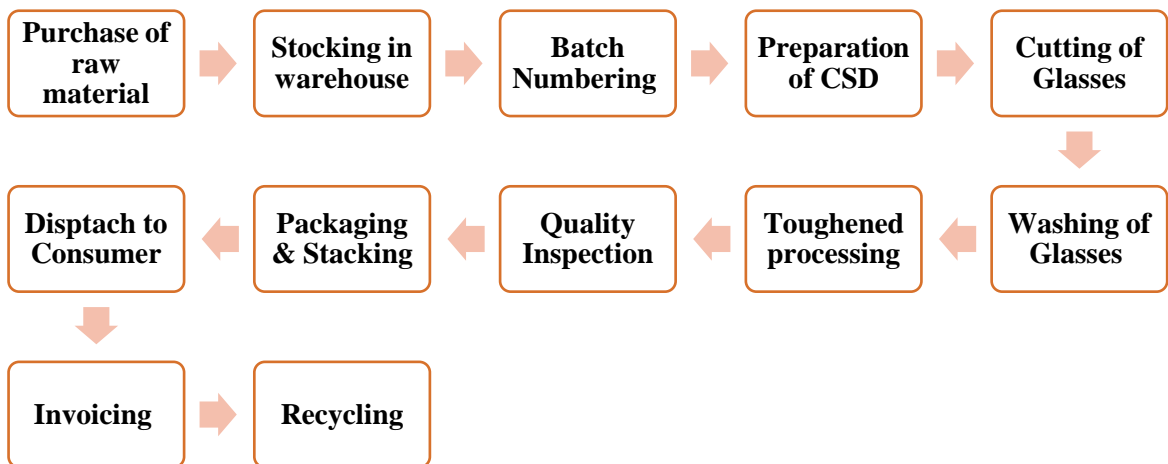 Purchase of
raw
material
Stocking in
warehouse
Batch
Numbering
Preparation
of CSD
Cutting of
Glasses
Washing of
Glasses
Toughened
processing
Quality
Inspection
Packaging
& Stacking
Disptach to
Consumer
Invoicing
Recycling